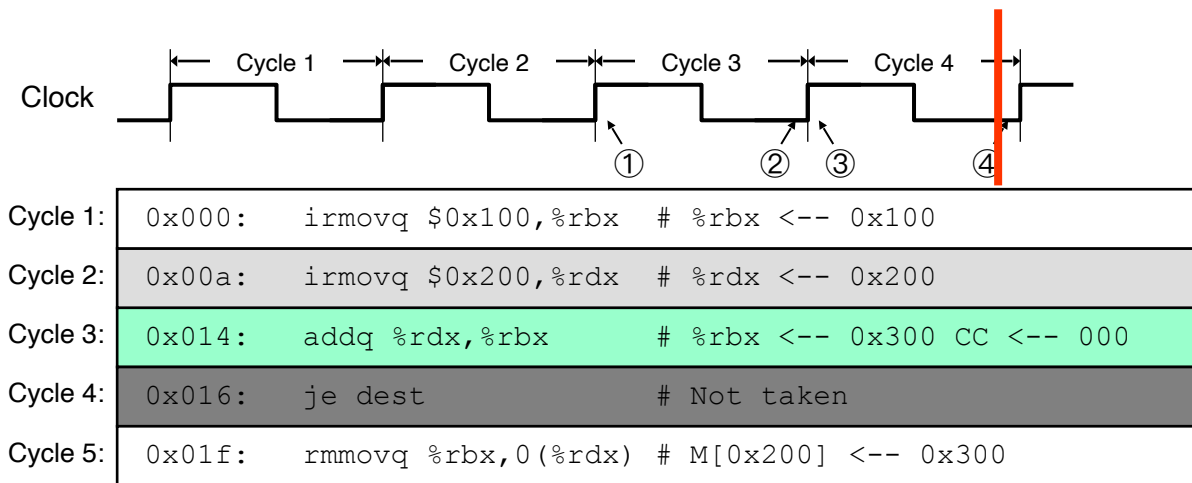 Cycle 1 Cycle 2 Cycle 3 Cycle 4
Clock
① ② ③ ④
Cycle 1: 0x000: irmovq $0x100,%rbx # %rbx <-- 0x100
Cycle 2: 0x00a: irmovq $0x200,%rdx # %rdx <-- 0x200
Cycle 3: 0x014: addq %rdx,%rbx # %rbx <-- 0x300 CC <-- 000
Cycle 4: 0x016: je dest # Not taken
Cycle 5: 0x01f: rmmovq %rbx,0(%rdx) # M[0x200] <-- 0x300